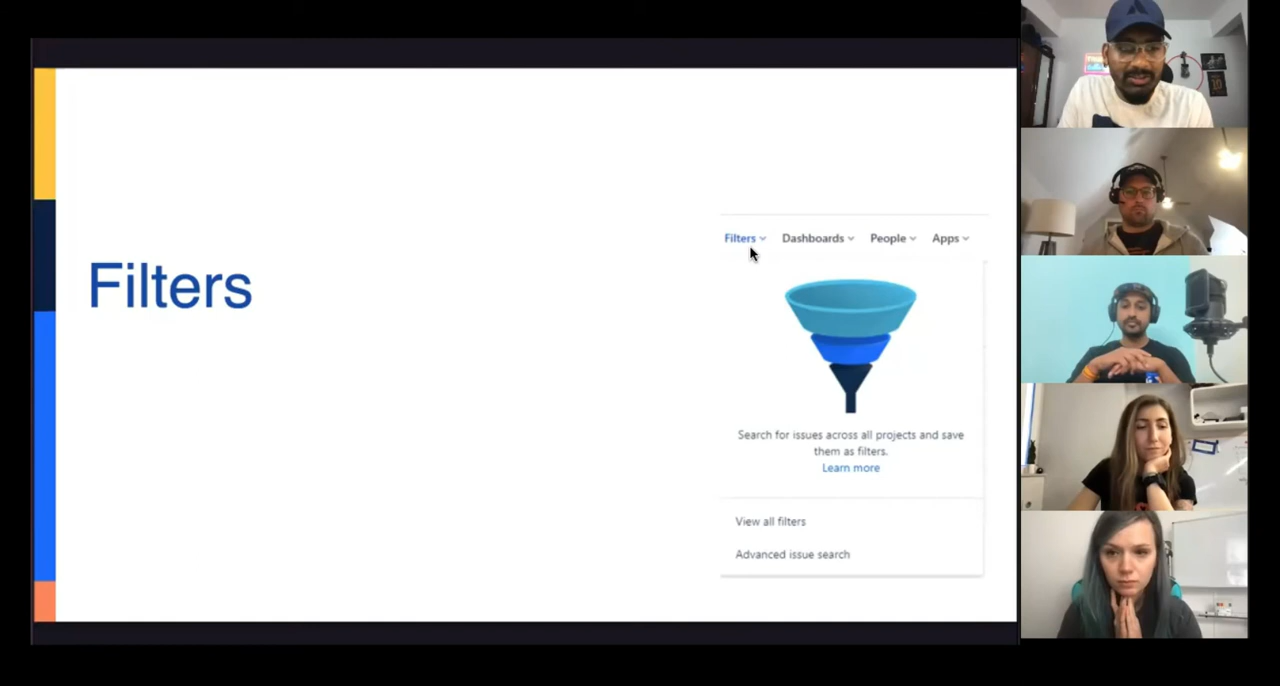 Filters
Filters Dashboards People Apps
Search for issues across all projects and save
them as filters.
Learn more
View all filters
Advanced issue search